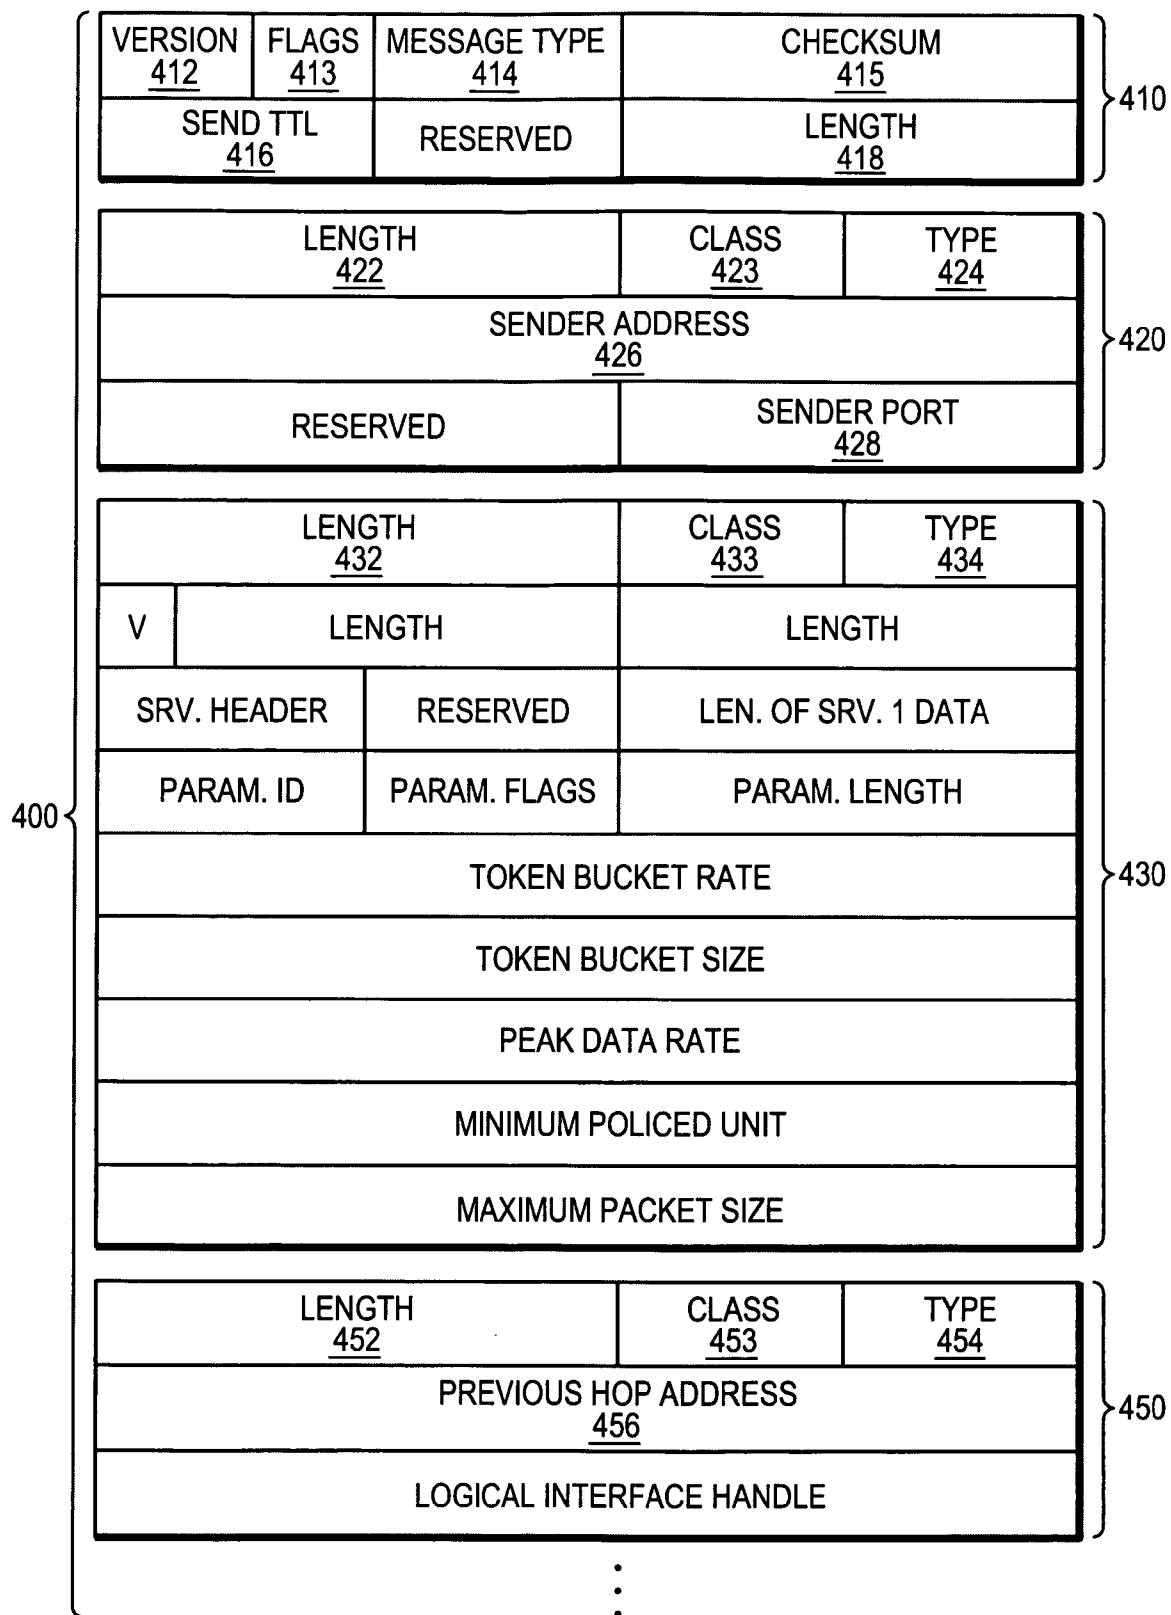 VERSION FLAGS MESSAGE TYPE CHECKSUM
412 413 414 415
410
SEND TTL RESERVED LENGTH
416 418
LENGTH CLASS TYPE
422 423 424
SENDER ADDRESS
426
420
RESERVED SENDER PORT
428
LENGTH CLASS TYPE
432 433 434
V LENGTH LENGTH
SRV. HEADER RESERVED LEN. OF SRV. 1 DATA
PARAM. ID PARAM. FLAGS PARAM. LENGTH
400
TOKEN BUCKET RATE
430
TOKEN BUCKET SIZE
PEAK DATA RATE
MINIMUM POLICED UNIT
MAXIMUM PACKET SIZE
LENGTH CLASS TYPE
452 453 454
PREVIOUS HOP ADDRESS
456
450
LOGICAL INTERFACE HANDLE